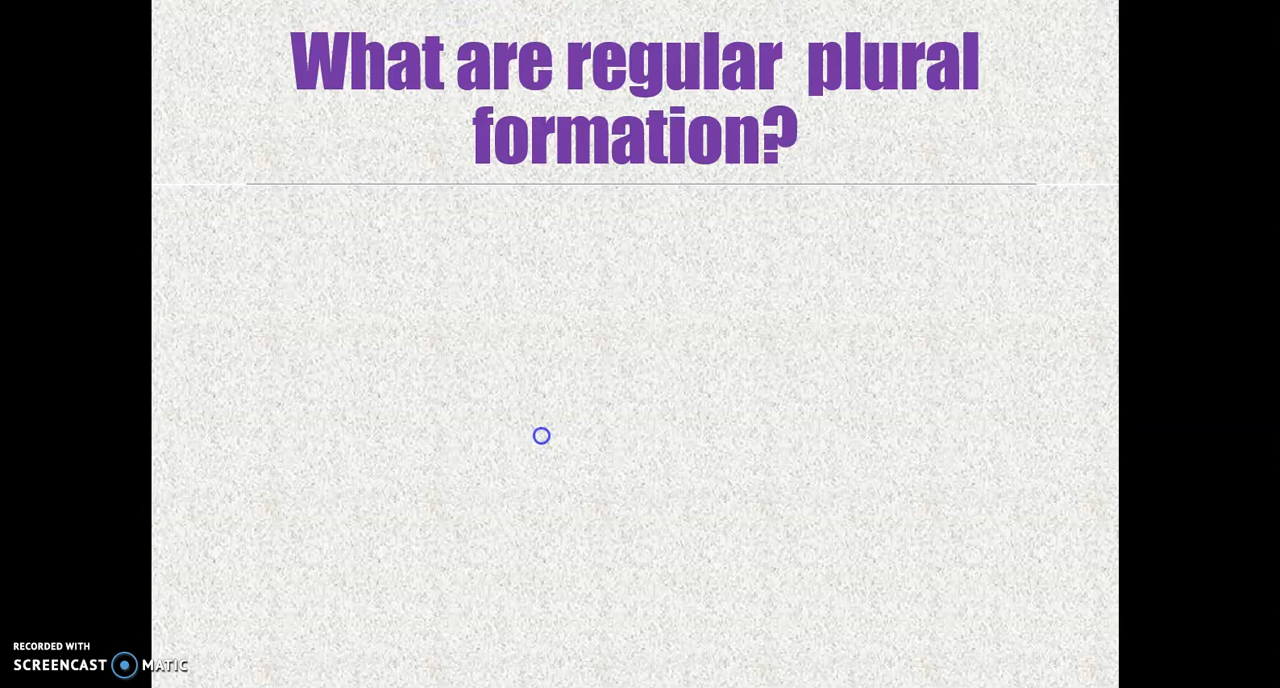 What are regular  plural
formation?
RECORDED WITH
SCREENCAST MATIC